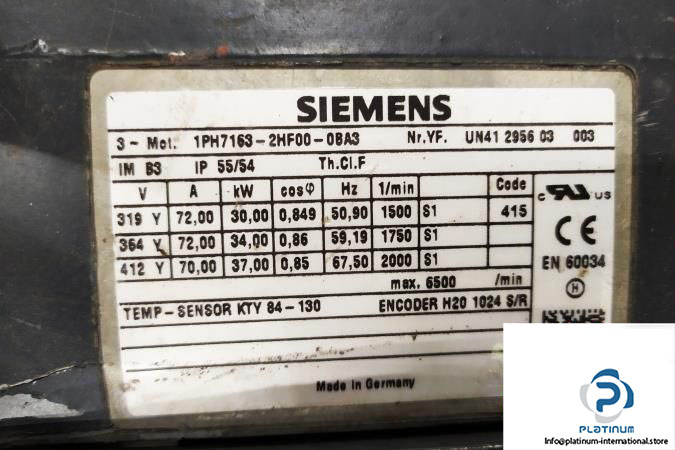 SIEMENS
3~ Mot. 1PH7163-2HF00-0BA3 Nr.YF. UN41 2956 03 003
IM B3 IP 55/54 Th.Cl.F
V A kW cosφ Hz 1/min Code
319 Y 72,00 30,00 0,849 50,90 1500 S1 415
364 Y 72,00 34,00 0,86 59,19 1750 S1
412 Y 70,00 37,00 0,85 67,50 2000 S1
max. 6500 /min
TEMP-SENSOR KTY 84-130 ENCODER H20 1024 S/R
Made in Germany
c RU US
CE
EN 60034
H
PLATINUM
Info@platinum-international.store